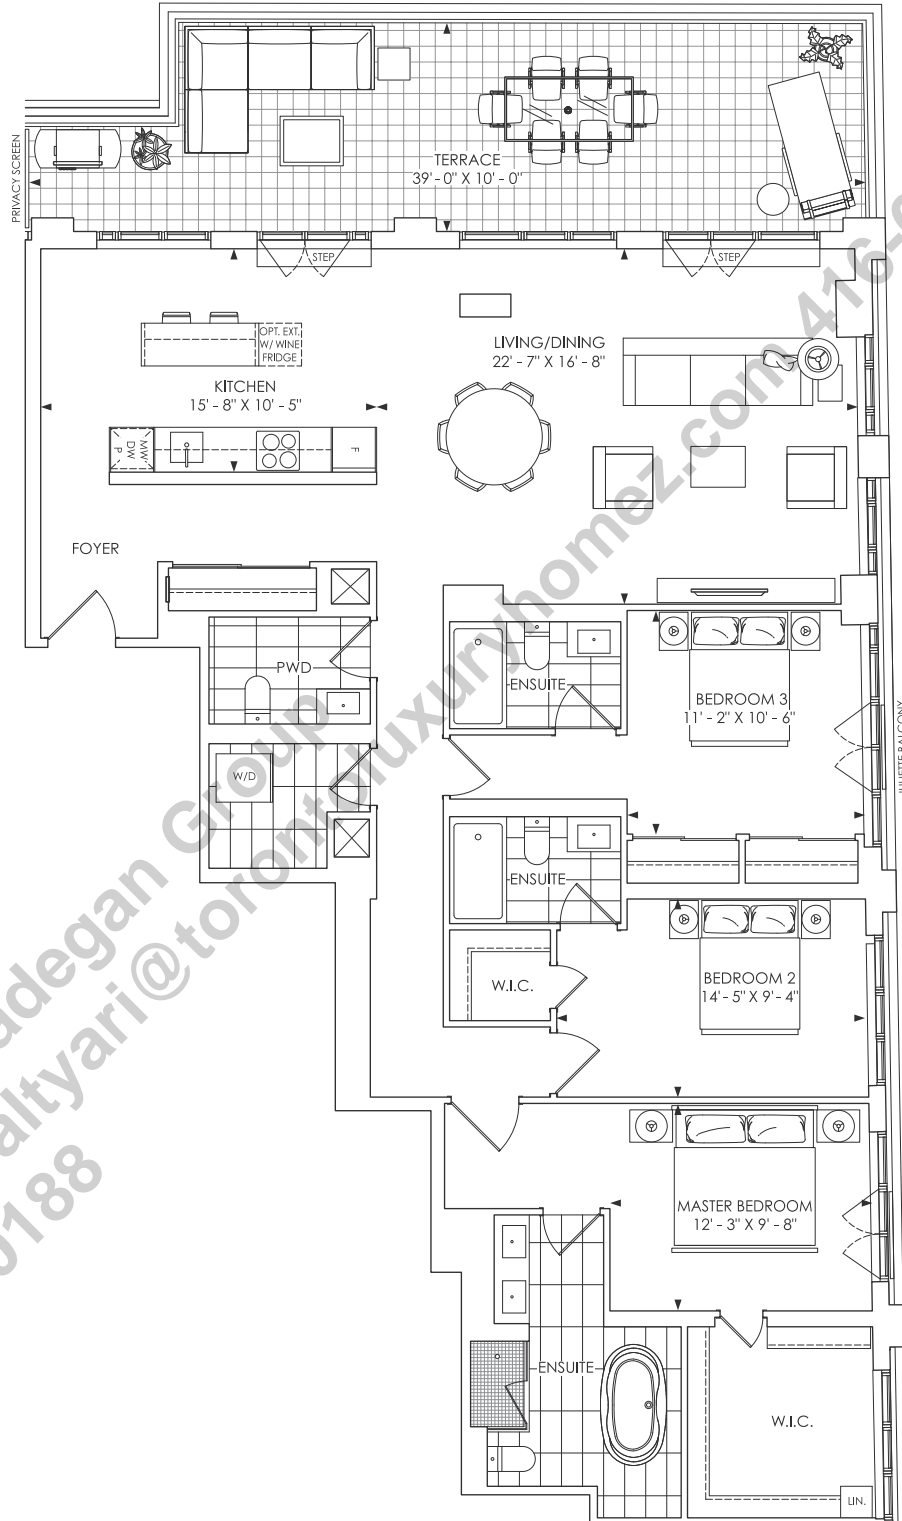 PRIVACY SCREEN
TERRACE
39' - 0" X 10' - 0"
STEP
STEP
OPT. EXT.
W/ WINE
FRIDGE
LIVING/DINING
22' - 7" X 16' - 8"
KITCHEN
15' - 8" X 10' - 5"
MW
DW
P
F
FOYER
PWD
ENSUITE
BEDROOM 3
11' - 2" X 10' - 6"
JULIETTE BALCONY
W/D
ENSUITE
W.I.C.
BEDROOM 2
14' - 5" X 9' - 4"
MASTER BEDROOM
12' - 3" X 9' - 8"
ENSUITE
W.I.C.
LIN.
Group
torontoluxuryhomez.com 416-
0188